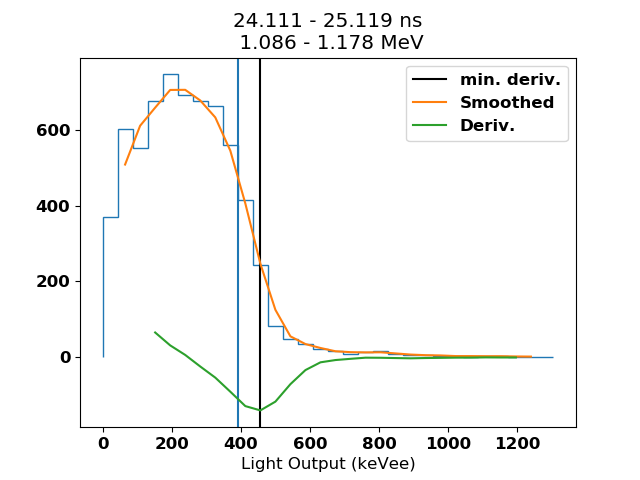 24.111 - 25.119 ns
1.086 - 1.178 MeV
min. deriv.
Smoothed
Deriv.
600
400
200
0
0 200 400 600 800 1000 1200
Light Output (keVee)